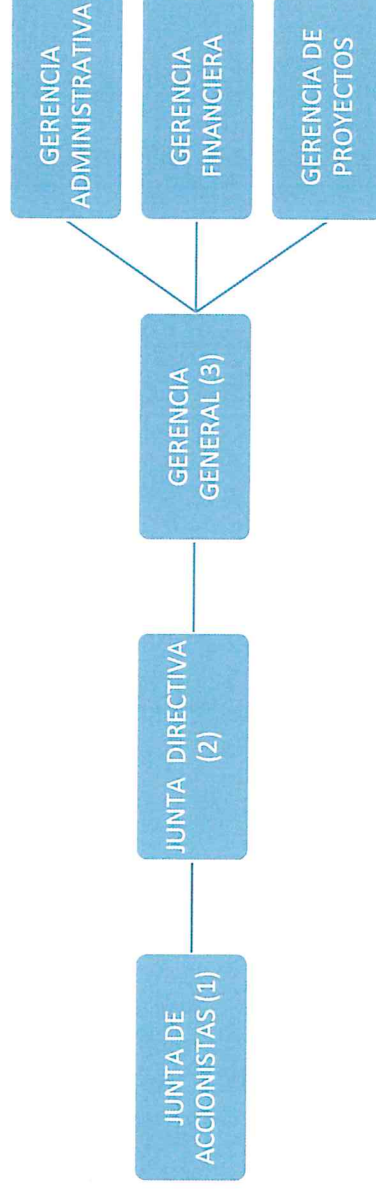 JUNTA DE
ACCIONISTAS (1)
JUNTA DIRECTIVA
(2)
GERENCIA
GENERAL (3)
GERENCIA
ADMINISTRATIVA
GERENCIA
FINANCIERA
GERENCIA DE
PROYECTOS